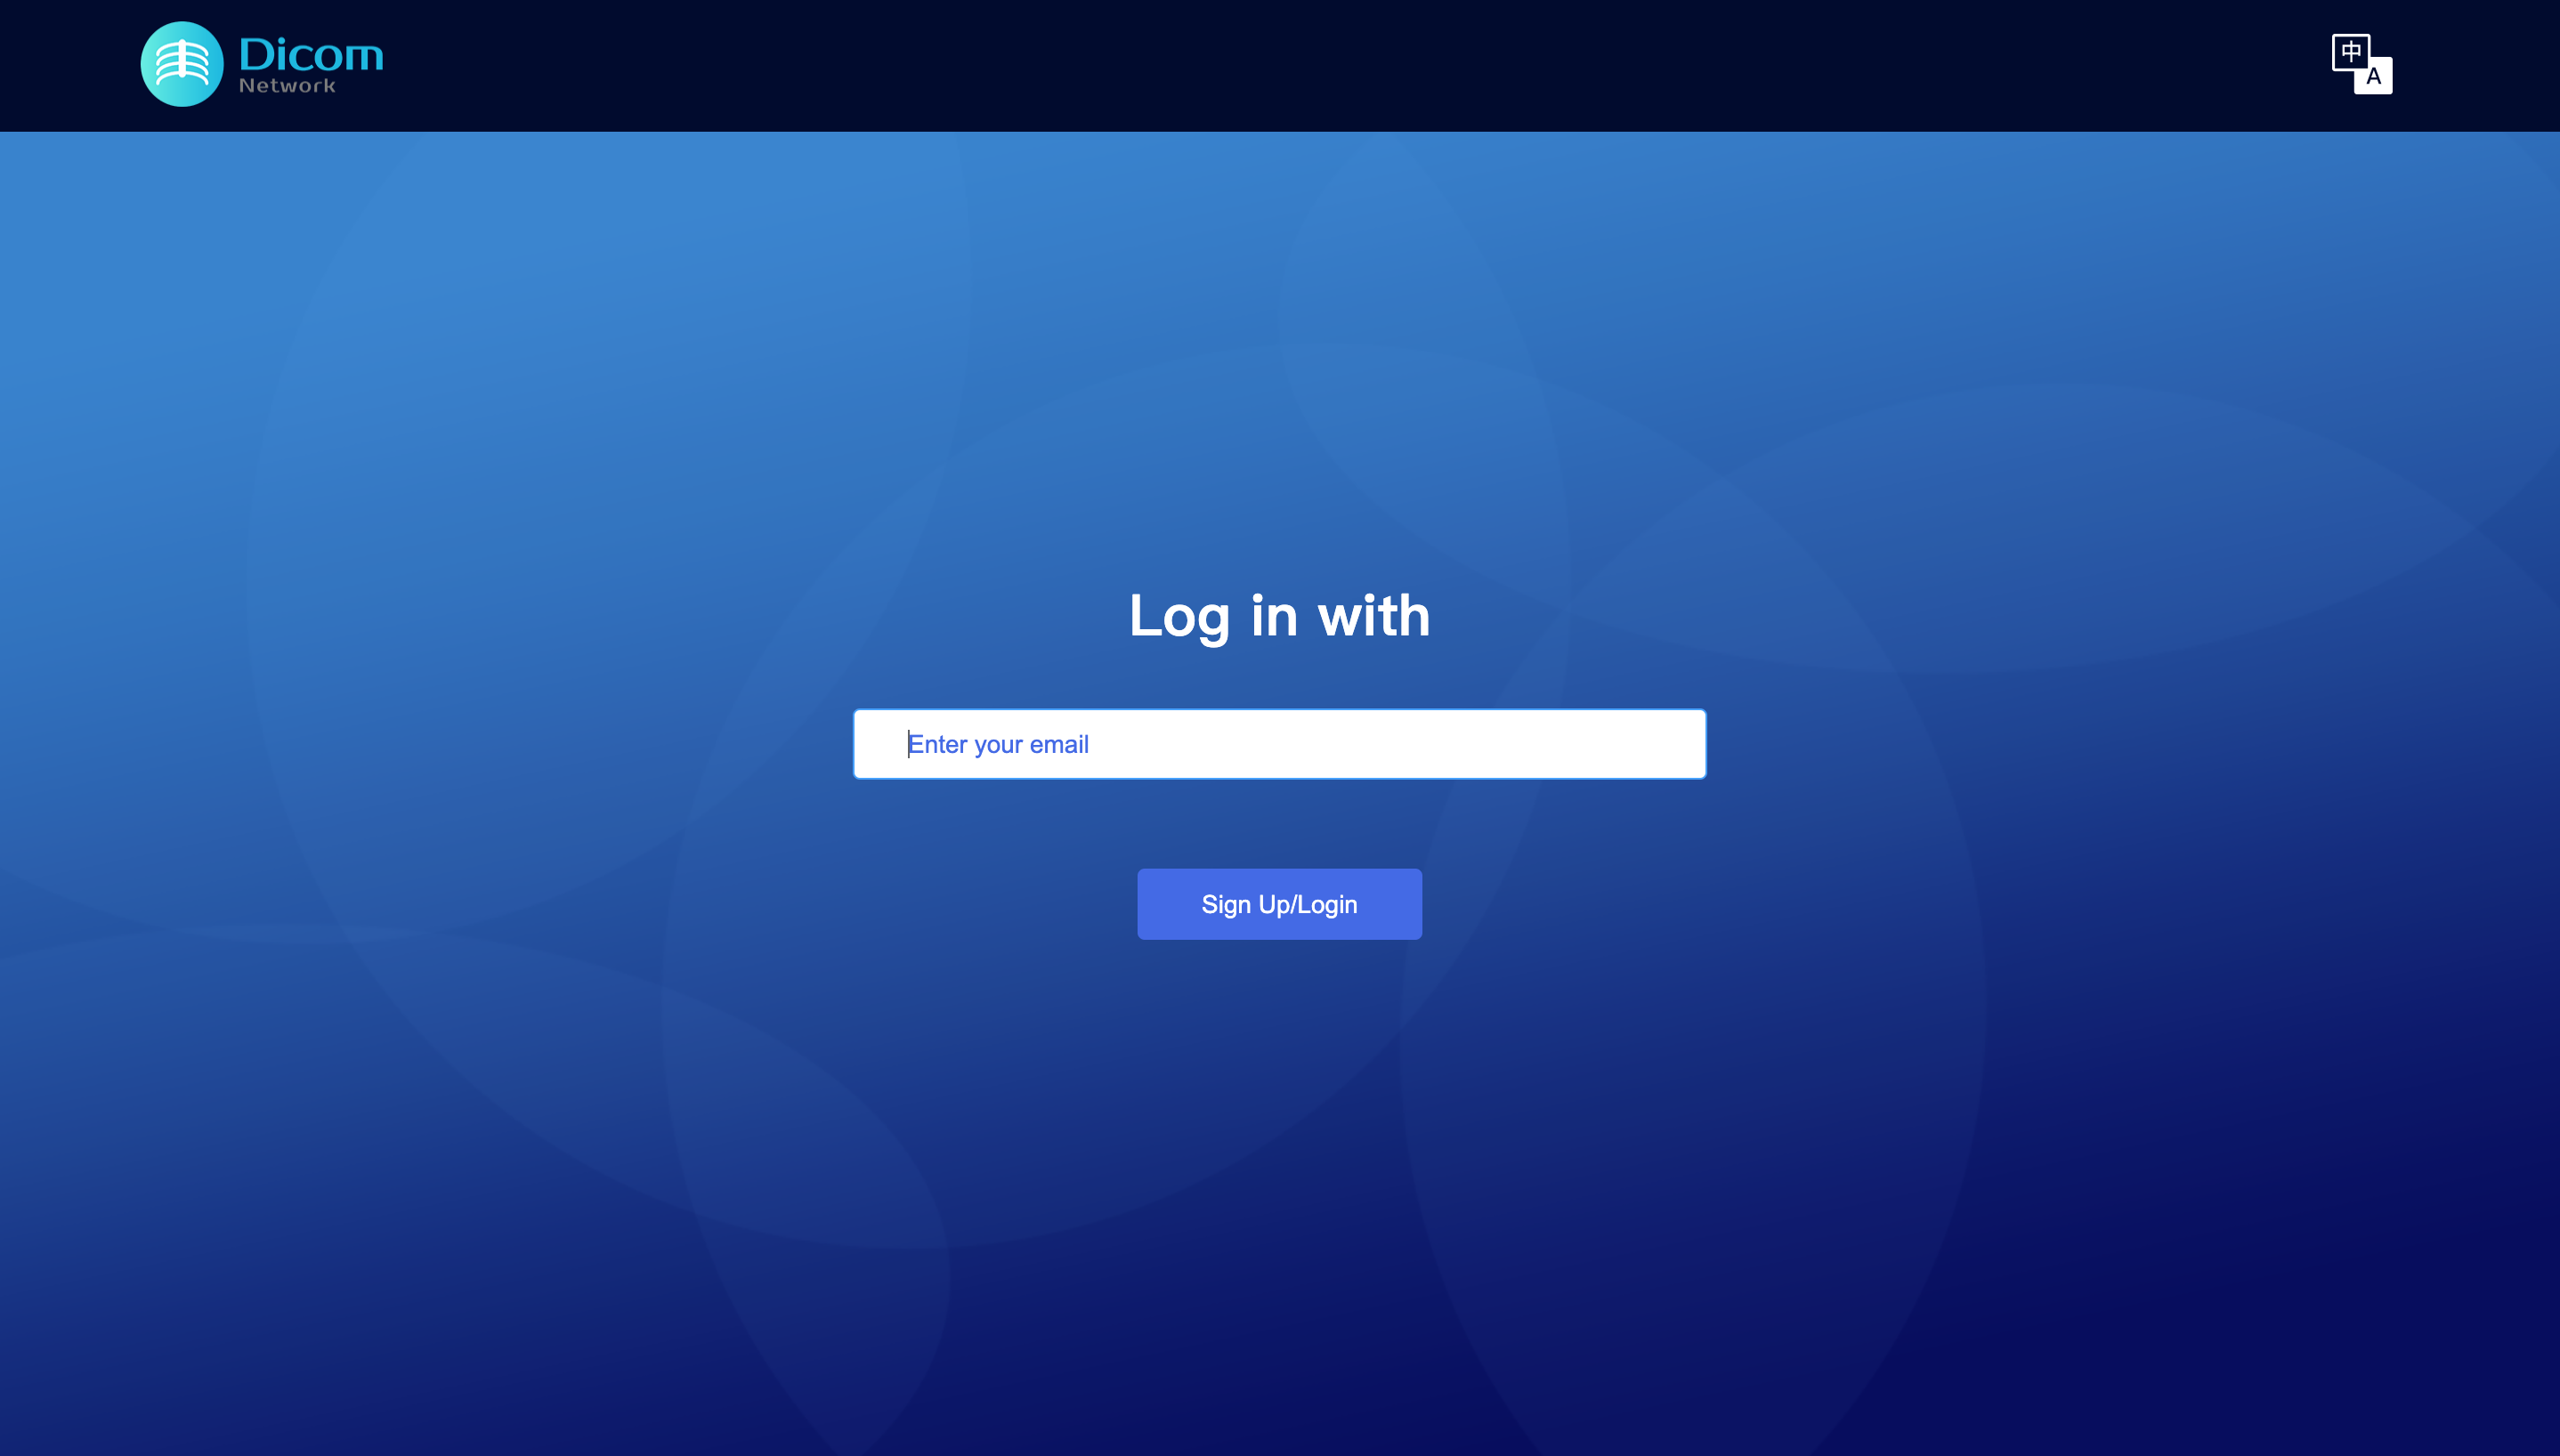 Dicom
Network
中
A
Log in with
Enter your email
Sign Up/Login